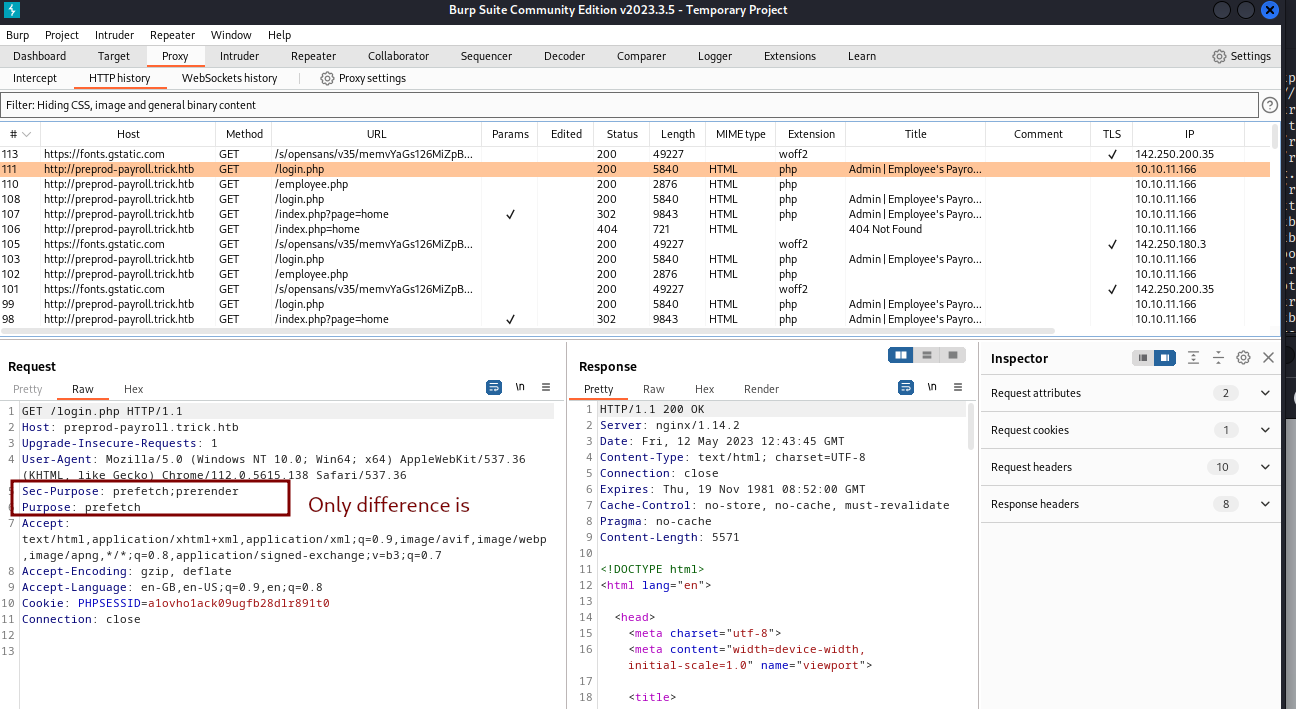 Burp Suite Community Edition v2023.3.5 - Temporary Project
Burp Project Intruder Repeater Window Help
Dashboard Target Proxy Intruder Repeater Collaborator Sequencer Decoder Comparer Logger Extensions Learn Settings
Intercept HTTP history WebSockets history Proxy settings
Filter: Hiding CSS, image and general binary content
# Host Method URL Params Edited Status Length MIME type Extension Title Comment TLS IP
113 https://fonts.gstatic.com GET /s/opensans/v35/memvYaGs126MiZpB... 200 49227 woff2 ✓ 142.250.200.35
111 http://preprod-payroll.trick.htb GET /login.php 200 5840 HTML php Admin | Employee's Payro... 10.10.11.166
110 http://preprod-payroll.trick.htb GET /employee.php 200 2876 HTML php 10.10.11.166
108 http://preprod-payroll.trick.htb GET /login.php 200 5840 HTML php Admin | Employee's Payro... 10.10.11.166
107 http://preprod-payroll.trick.htb GET /index.php?page=home ✓ 302 9843 HTML php Admin | Employee's Payro... 10.10.11.166
106 http://preprod-payroll.trick.htb GET /index.php=home 404 721 HTML 404 Not Found 10.10.11.166
105 https://fonts.gstatic.com GET /s/opensans/v35/memvYaGs126MiZpB... 200 49227 woff2 ✓ 142.250.180.3
103 http://preprod-payroll.trick.htb GET /login.php 200 5840 HTML php Admin | Employee's Payro... 10.10.11.166
102 http://preprod-payroll.trick.htb GET /employee.php 200 2876 HTML php 10.10.11.166
101 https://fonts.gstatic.com GET /s/opensans/v35/memvYaGs126MiZpB... 200 49227 woff2 ✓ 142.250.200.35
99 http://preprod-payroll.trick.htb GET /login.php 200 5840 HTML php Admin | Employee's Payro... 10.10.11.166
98 http://preprod-payroll.trick.htb GET /index.php?page=home ✓ 302 9843 HTML php Admin | Employee's Payro... 10.10.11.166
Request
Pretty Raw Hex \n
1 GET /login.php HTTP/1.1
2 Host: preprod-payroll.trick.htb
3 Upgrade-Insecure-Requests: 1
4 User-Agent: Mozilla/5.0 (Windows NT 10.0; Win64; x64) AppleWebKit/537.36
(KHTML, like Gecko) Chrome/112.0.5615.138 Safari/537.36
5 Sec-Purpose: prefetch;prerender
6 Purpose: prefetch
Only difference is
7 Accept:
text/html,application/xhtml+xml,application/xml;q=0.9,image/avif,image/webp
,image/apng,*/*;q=0.8,application/signed-exchange;v=b3;q=0.7
8 Accept-Encoding: gzip, deflate
9 Accept-Language: en-GB,en-US;q=0.9,en;q=0.8
10 Cookie: PHPSESSID=a1ovho1ack09ugfb28dlr891t0
11 Connection: close
12
13
Response
Pretty Raw Hex Render \n
1 HTTP/1.1 200 OK
2 Server: nginx/1.14.2
3 Date: Fri, 12 May 2023 12:43:45 GMT
4 Content-Type: text/html; charset=UTF-8
5 Connection: close
6 Expires: Thu, 19 Nov 1981 08:52:00 GMT
7 Cache-Control: no-store, no-cache, must-revalidate
8 Pragma: no-cache
9 Content-Length: 5571
10
11 <!DOCTYPE html>
12 <html lang="en">
13
14 <head>
15 <meta charset="utf-8">
16 <meta content="width=device-width,
initial-scale=1.0" name="viewport">
17
18 <title>
Inspector
Request attributes 2
Request cookies 1
Request headers 10
Response headers 8